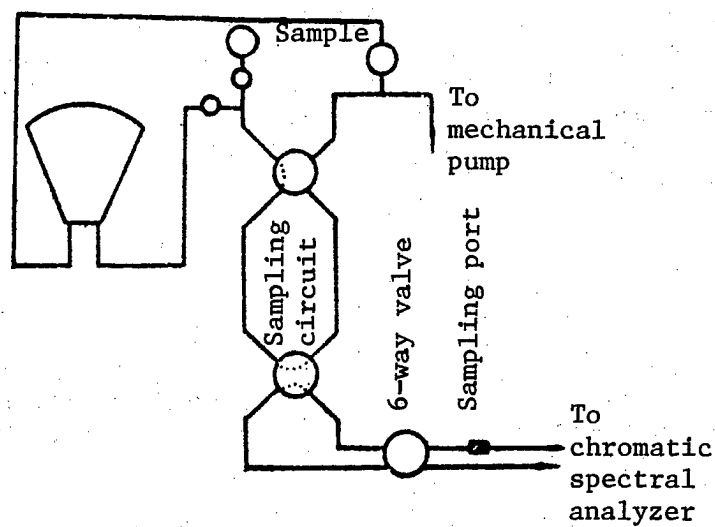 Sample
To
mechanical
pump
Sampling
circuit
6-way valve
Sampling port
To
chromatic
spectral
analyzer